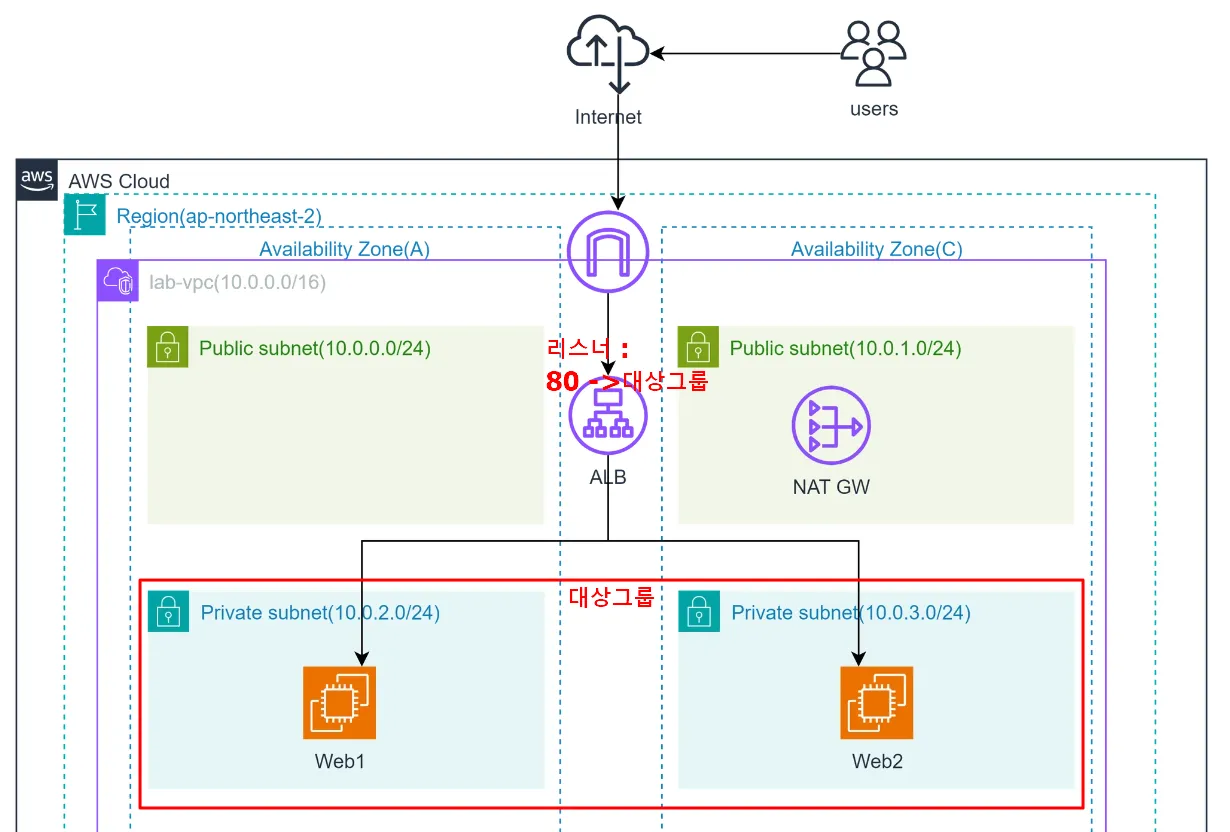 users
Internet
aws
AWS Cloud
Region(ap-northeast-2)
Availability Zone(A)
Availability Zone(C)
lab-vpc(10.0.0.0/16)
Public subnet(10.0.0.0/24)
리스너 :
80 ->대상그룹
Public subnet(10.0.1.0/24)
ALB
NAT GW
대상그룹
Private subnet(10.0.2.0/24)
Private subnet(10.0.3.0/24)
Web1
Web2